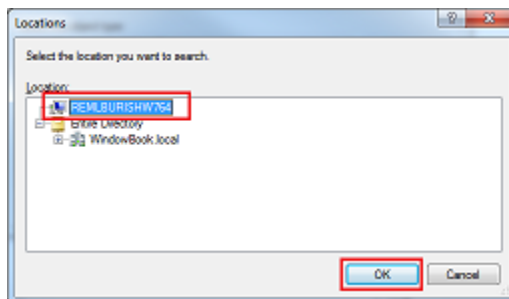 Locations
Select the location you want to search.
Location:
REMLBURISHW764
Entire Directory
WindowBook.local
OK
Cancel